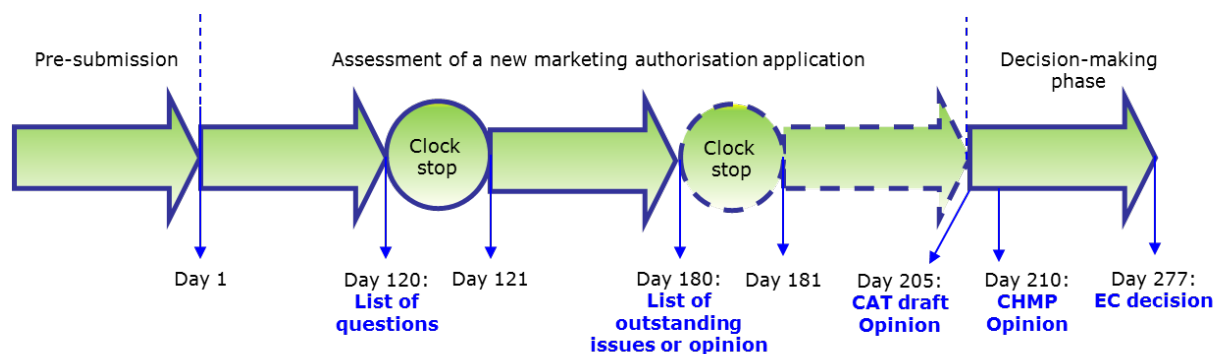 Pre-submission
Assessment of a new marketing authorisation application
Decision-making
phase
Clock
stop
Clock
stop
Day 1
Day 120:
List of
questions
Day 121
Day 180:
List of
outstanding
issues or opinion
Day 181
Day 205:
CAT draft
Opinion
Day 210:
CHMP
Opinion
Day 277:
EC decision